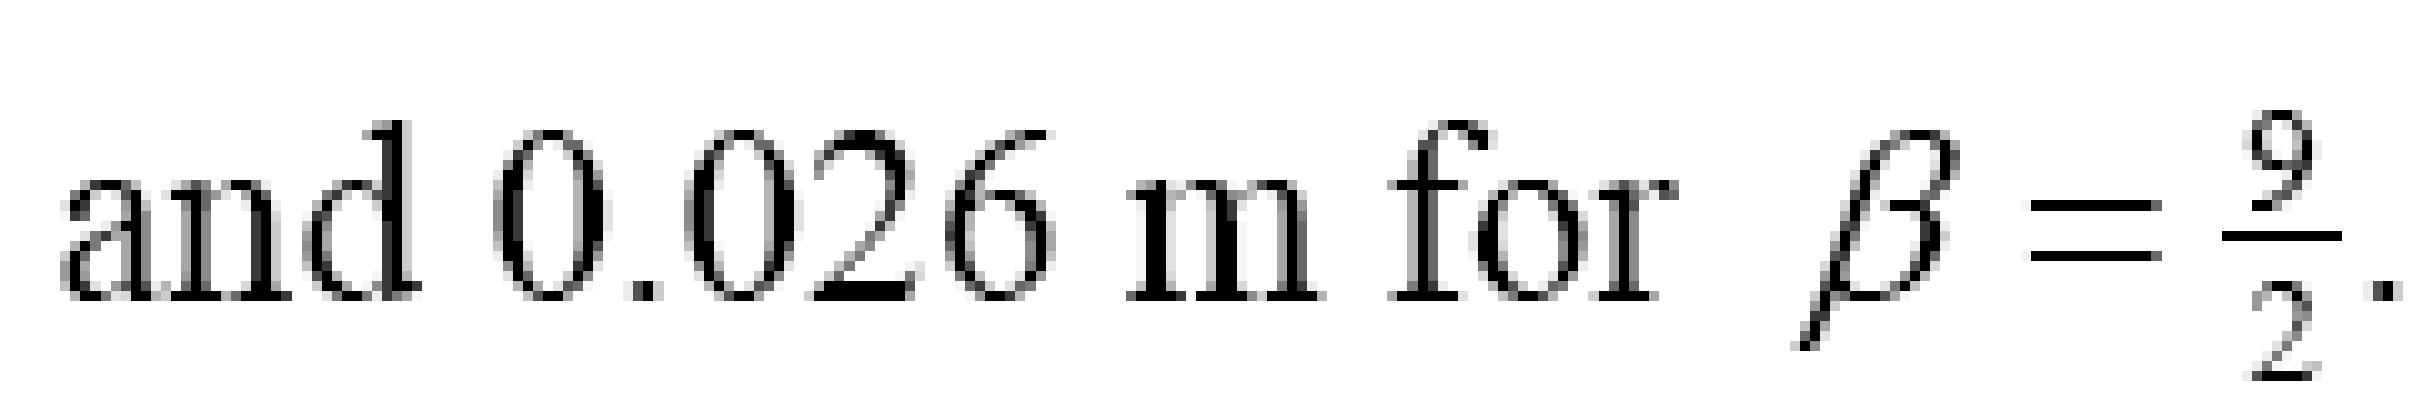 and 0.026 m for β = 9/2.